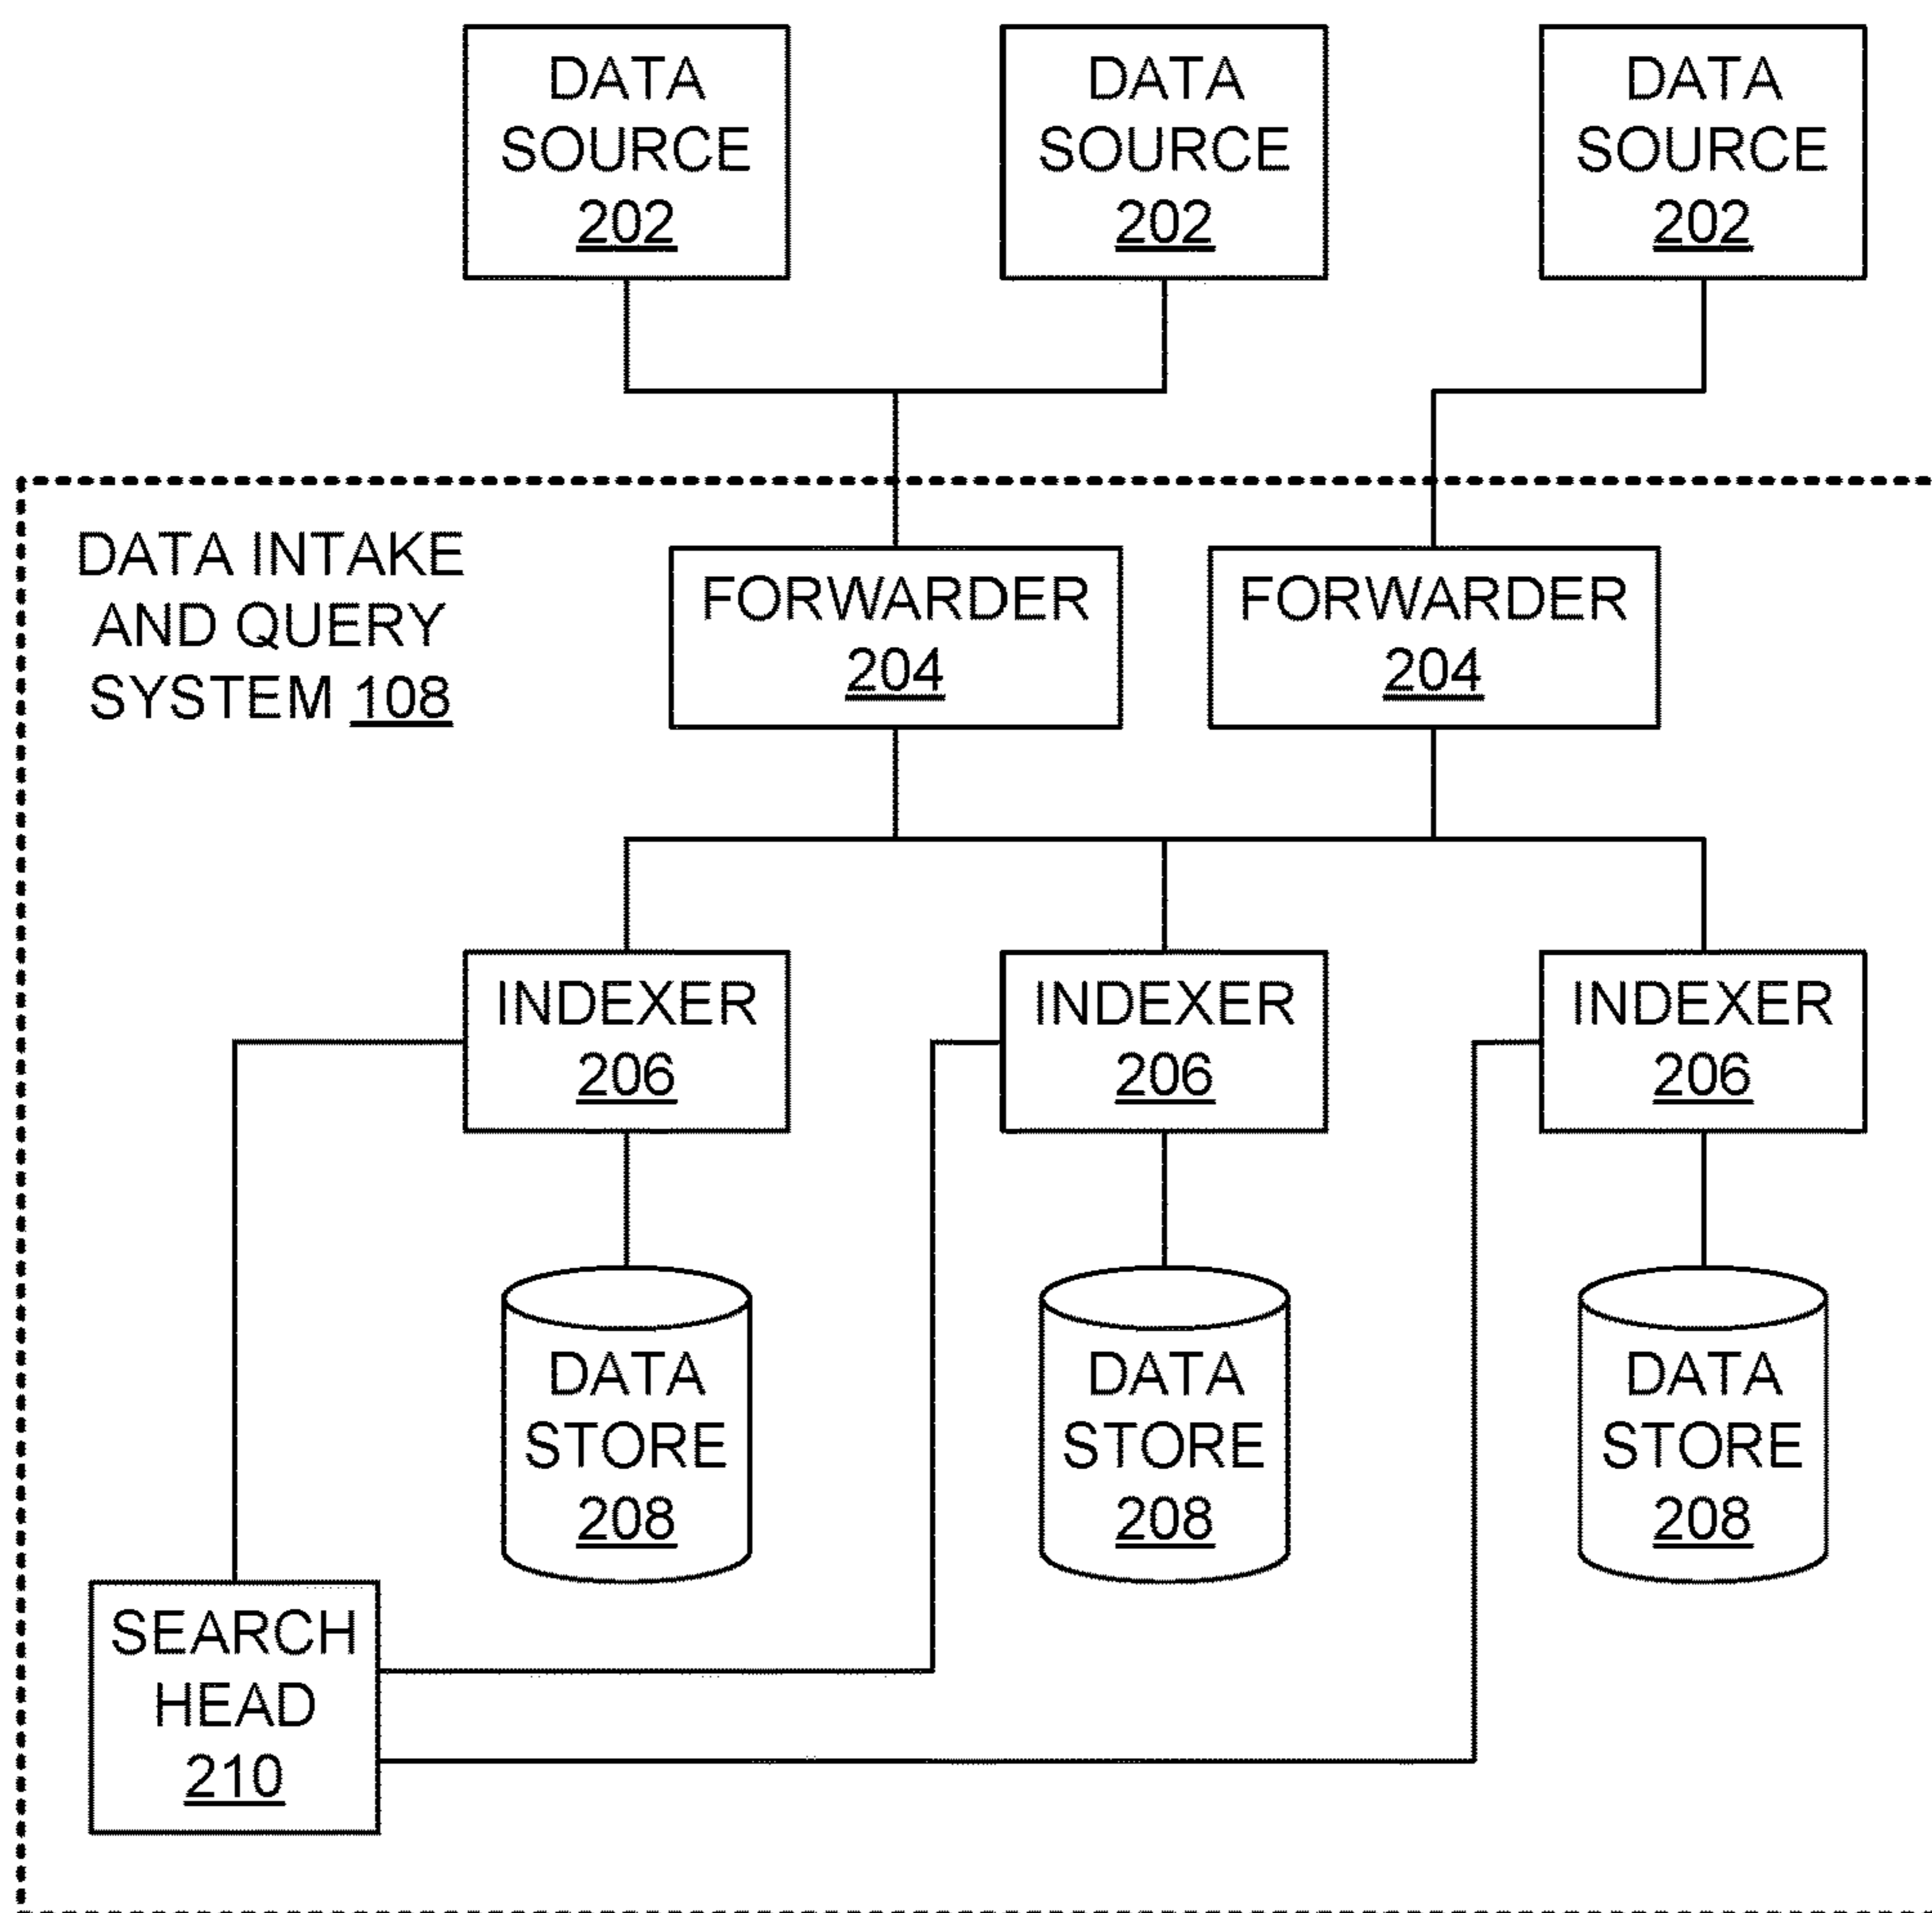 DATA
SOURCE
202
DATA
SOURCE
202
DATA
SOURCE
202
DATA INTAKE
AND QUERY
SYSTEM 108
FORWARDER
204
FORWARDER
204
INDEXER
206
INDEXER
206
INDEXER
206
DATA
STORE
208
DATA
STORE
208
DATA
STORE
208
SEARCH
HEAD
210